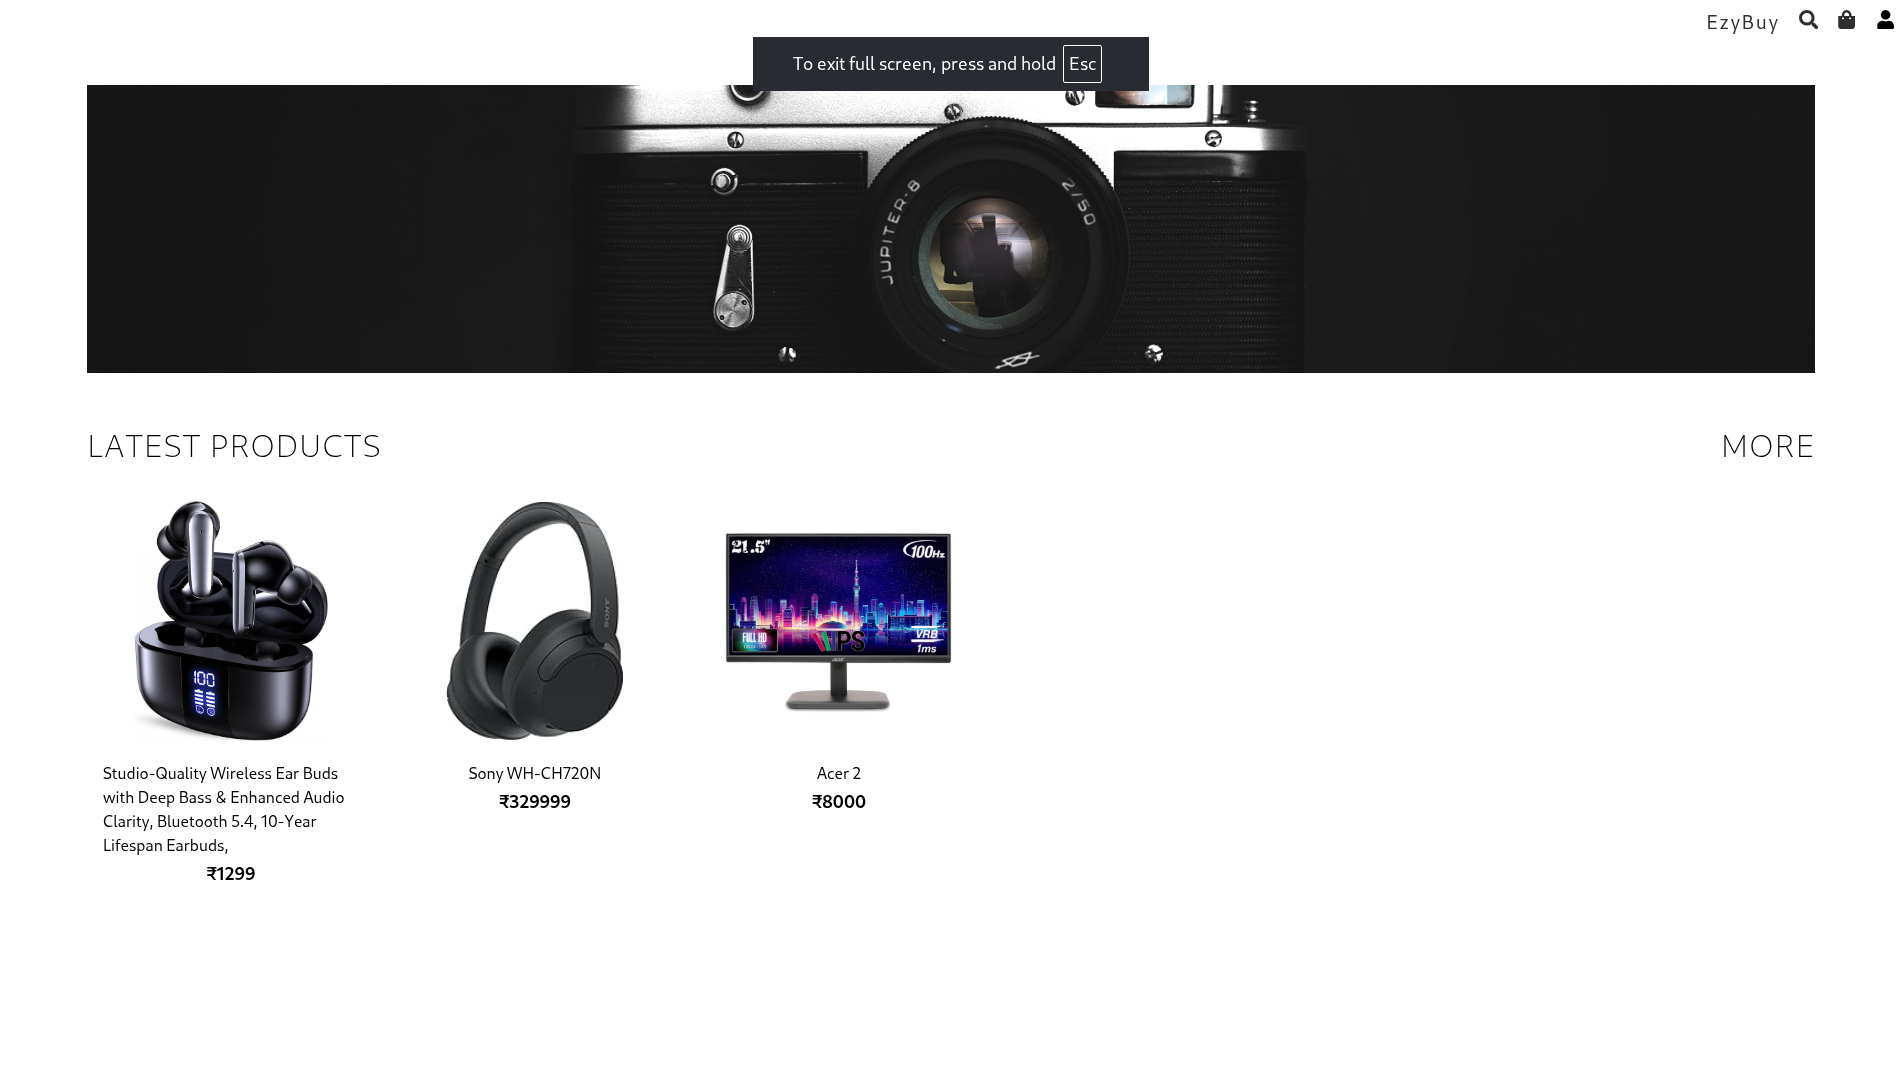 EzyBuy
To exit full screen, press and hold Esc
JUPITER-8 2/50
LATEST PRODUCTS
MORE
100
SONY
21.5"
100Hz
FULL HD
IPS
VRB
1ms
acer
Studio-Quality Wireless Ear Buds
with Deep Bass & Enhanced Audio
Clarity, Bluetooth 5.4, 10-Year
Lifespan Earbuds,
₹1299
Sony WH-CH720N
₹329999
Acer 2
₹8000